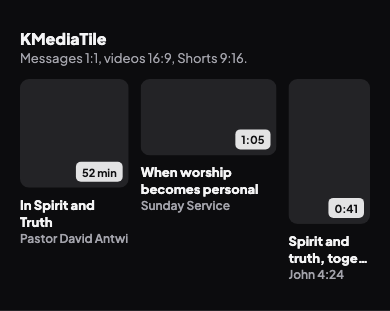 KMediaTile
Messages 1:1, videos 16:9, Shorts 9:16.
52 min
In Spirit and
Truth
Pastor David Antwi
1:05
When worship
becomes personal
Sunday Service
0:41
Spirit and
truth, toge…
John 4:24